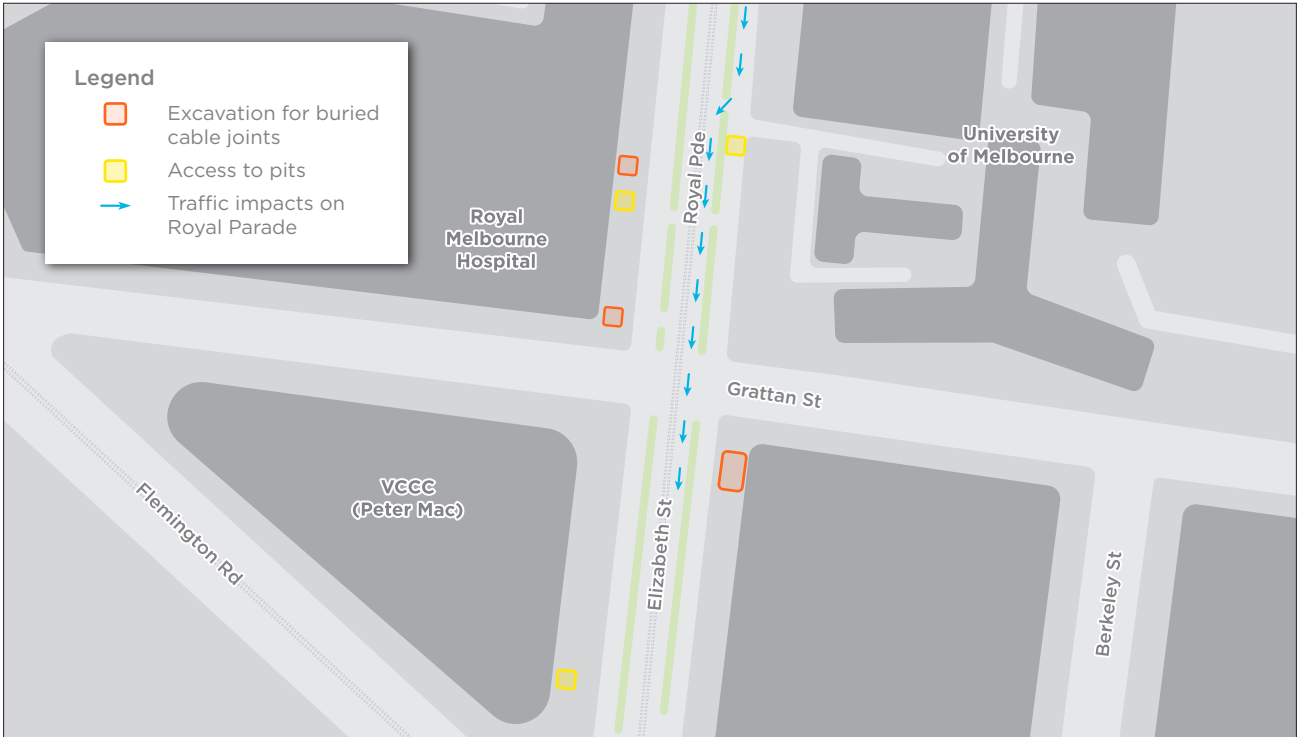 Legend
Excavation for buried
cable joints
Access to pits
Traffic impacts on
Royal Parade
Royal
Melbourne
Hospital
Royal Pde
University
of Melbourne
Grattan St
VCCC
(Peter Mac)
Flemington Rd
Elizabeth St
Berkeley St